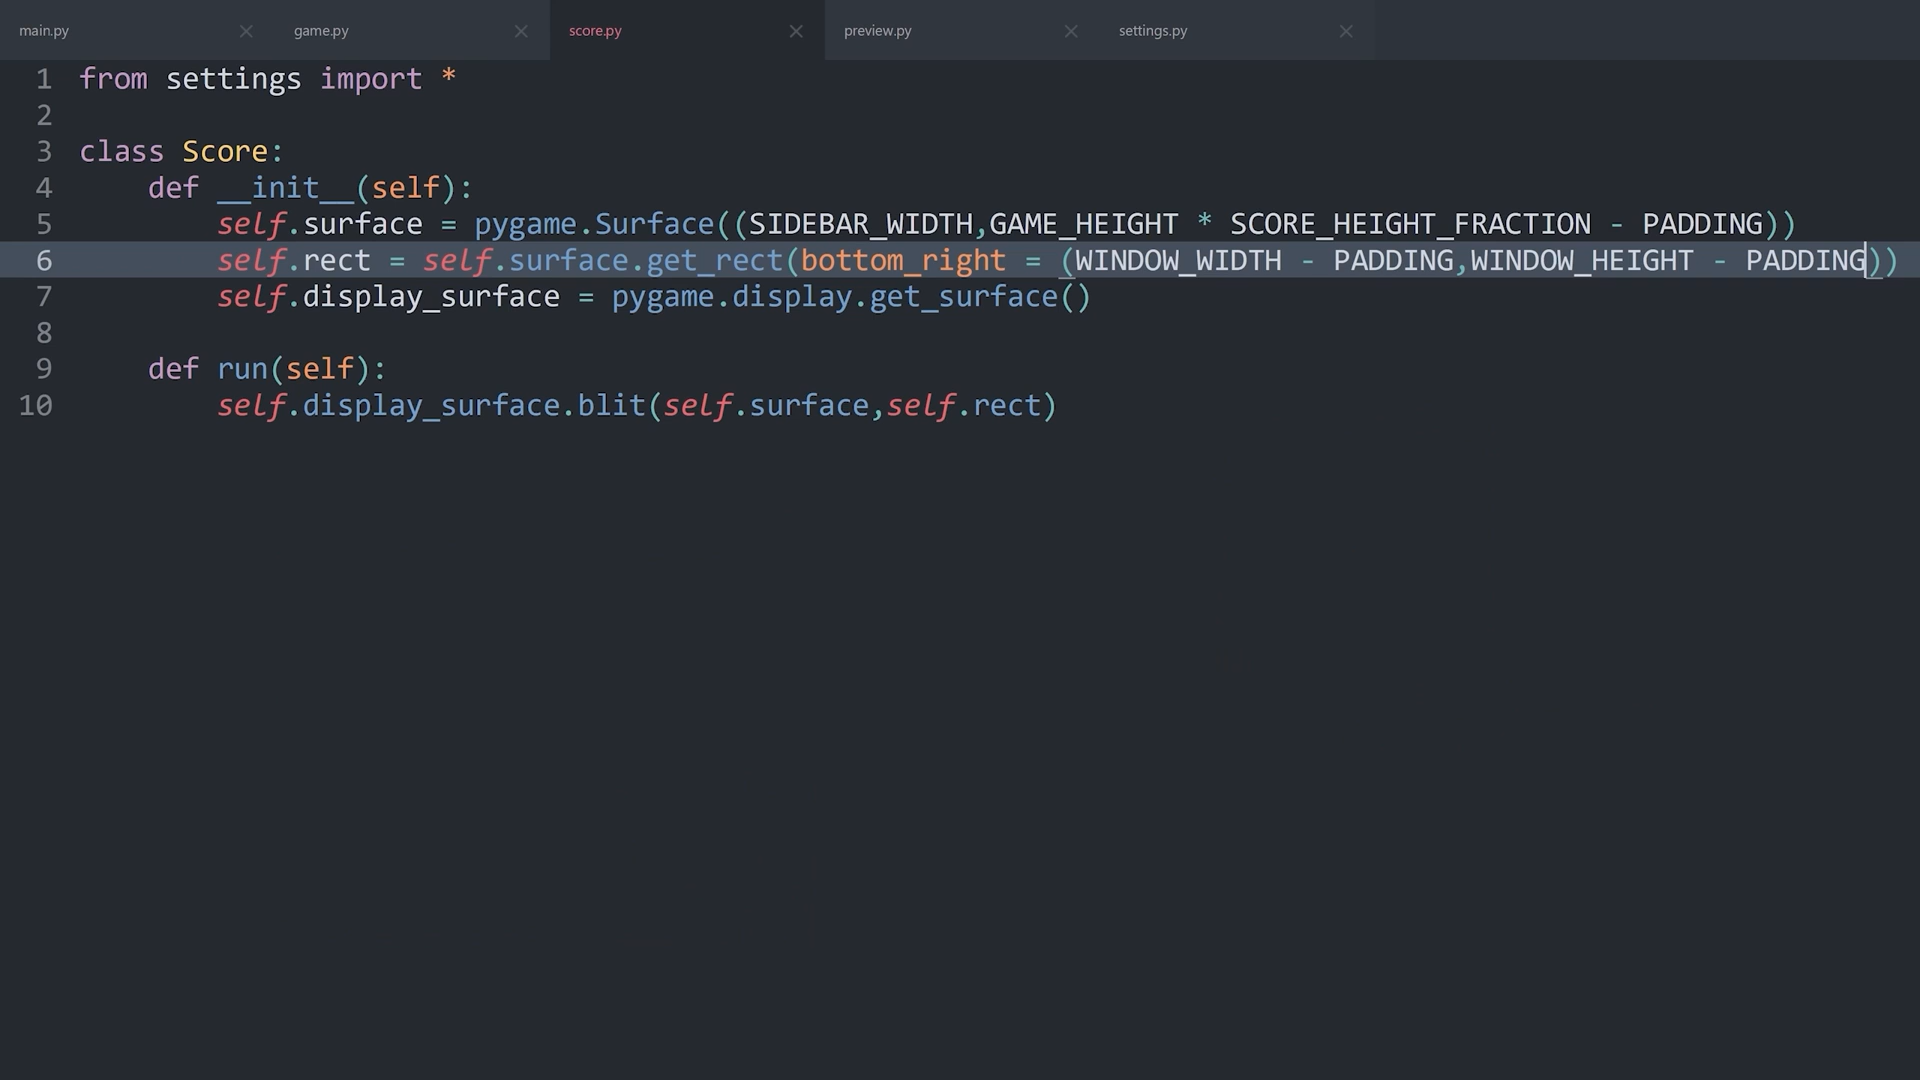 main.py game.py score.py preview.py settings.py
1 from settings import *
2
3 class Score:
4     def __init__(self):
5         self.surface = pygame.Surface((SIDEBAR_WIDTH,GAME_HEIGHT * SCORE_HEIGHT_FRACTION - PADDING))
6         self.rect = self.surface.get_rect(bottom_right = (WINDOW_WIDTH - PADDING,WINDOW_HEIGHT - PADDING))
7         self.display_surface = pygame.display.get_surface()
8
9     def run(self):
10         self.display_surface.blit(self.surface,self.rect)